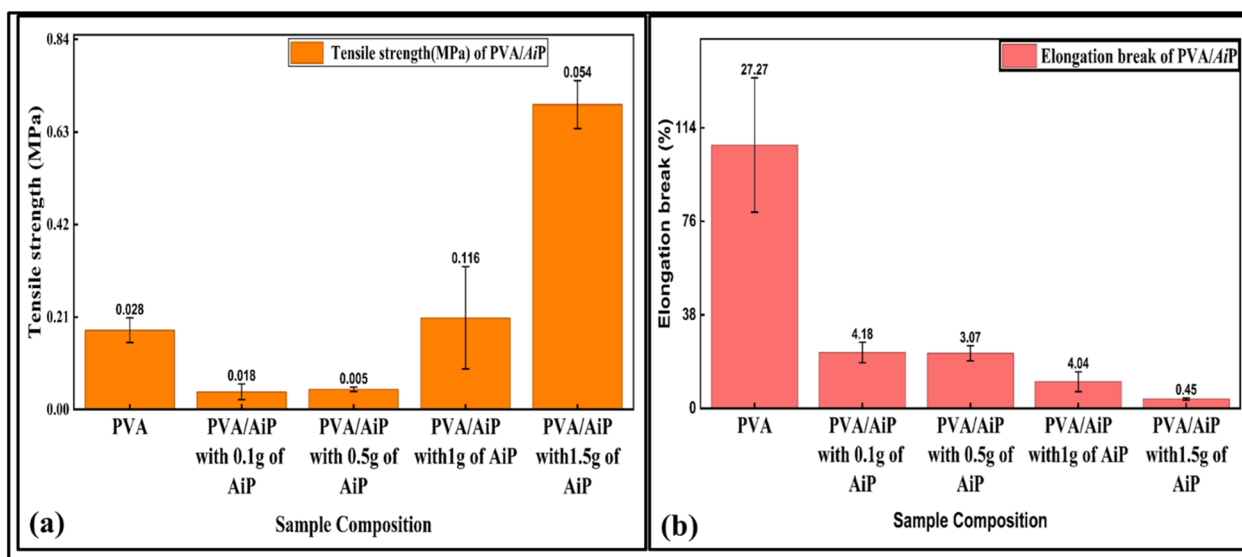 0.84
0.63
0.42
0.21
0.00
Tensile strength (MPa)
Tensile strength(MPa) of PVA/AiP
0.028
0.018
0.005
0.116
0.054
PVA
PVA/AiP
with 0.1g of
AiP
PVA/AiP
with 0.5g of
AiP
PVA/AiP
with1g of AiP
PVA/AiP
with1.5g of
AiP
Sample Composition
(a)
114
76
38
0
Elongation break (%)
Elongation break of PVA/AiP
27.27
4.18
3.07
4.04
0.45
PVA
PVA/AiP
with 0.1g of
AiP
PVA/AiP
with 0.5g of
AiP
PVA/AiP
with1g of AiP
PVA/AiP
with1.5g of
AiP
Sample Composition
(b)